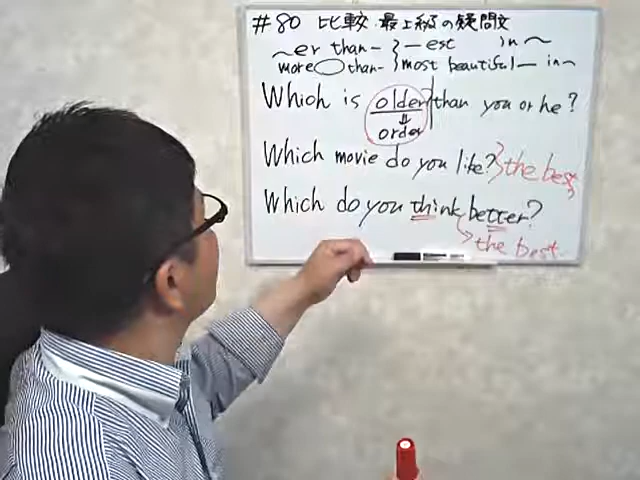 #80 比較 最上級の疑問文
〜er than- }-est in〜
more◯than- }most beautiful-in〜
Which is older than you or he?
⇓
order
Which movie do you like? }the best
Which do you think better?
→the best